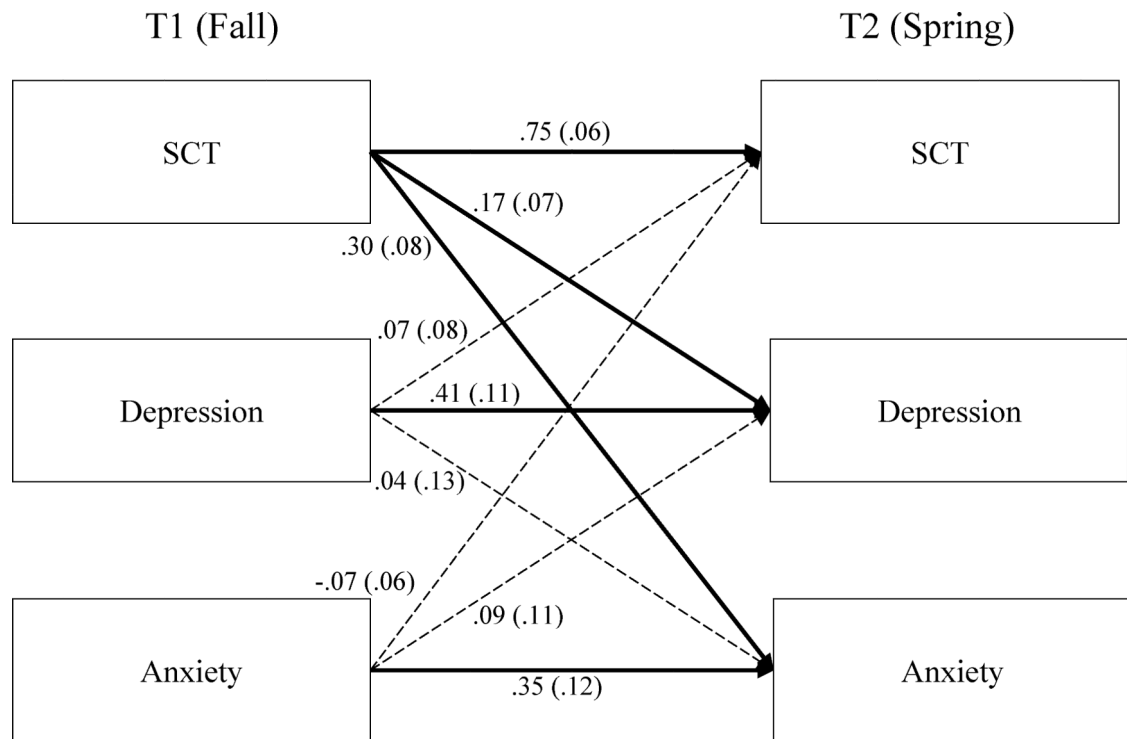 T1 (Fall)
T2 (Spring)
SCT
.75 (.06)
SCT
.17 (.07)
.30 (.08)
.07 (.08)
Depression
.41 (.11)
Depression
.04 (.13)
-.07 (.06)
.09 (.11)
Anxiety
.35 (.12)
Anxiety